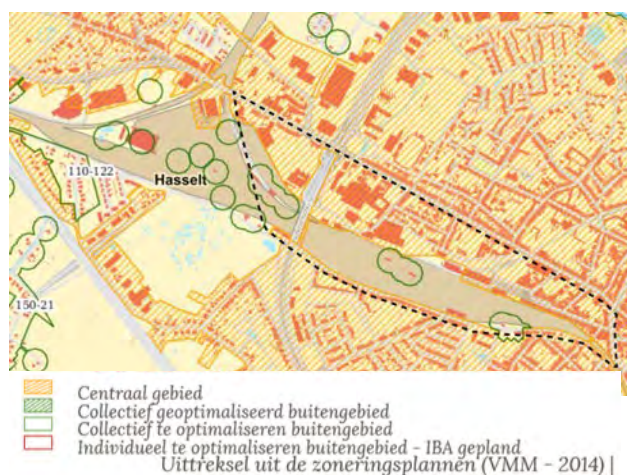 110-122
Hasselt
150-21
Centraal gebied
Collectief geoptimaliseerd buitengebied
Collectief te optimaliseren buitengebied
Individueel te optimaliseren buitengebied - IBA gepland
Uittreksel uit de zoneringsplannen (VMM - 2014) |